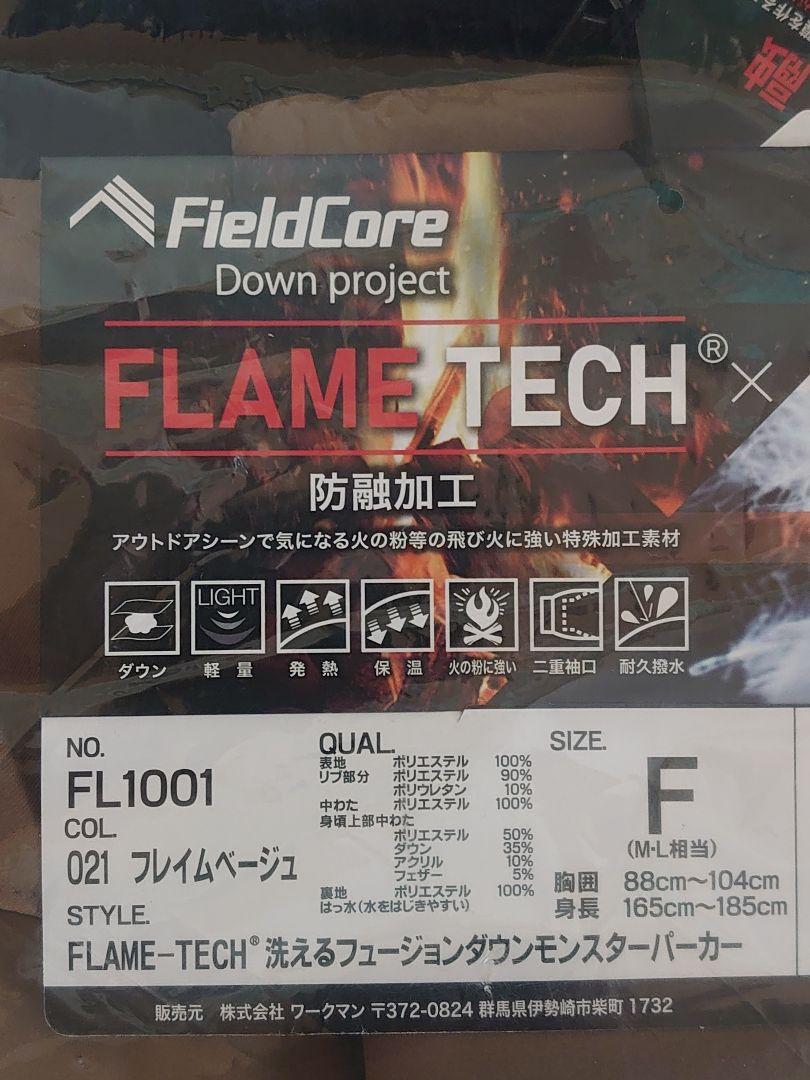 を作る
FieldCore
Down project
FLAME TECH® ×
防融加工
アウトドアシーンで気になる火の粉等の飛び火に強い特殊加工素材
LIGHT
ダウン 軽量 発熱 保温 火の粉に強い 二重袖口 耐久撥水
NO.
FL1001
COL.
021 フレイムベージュ
STYLE.
FLAME-TECH® 洗えるフュージョンダウンモンスターパーカー
QUAL.
表地 ポリエステル 100%
リブ部分 ポリエステル 90%
ポリウレタン 10%
中わた ポリエステル 100%
身頃上部中わた
ポリエステル 50%
ダウン 35%
アクリル 10%
フェザー 5%
裏地 ポリエステル 100%
はっ水(水をはじきやすい)
SIZE.
F
(M・L相当)
胸囲 88cm～104cm
身長 165cm～185cm
販売元 株式会社 ワークマン 〒372-0824 群馬県伊勢崎市柴町 1732